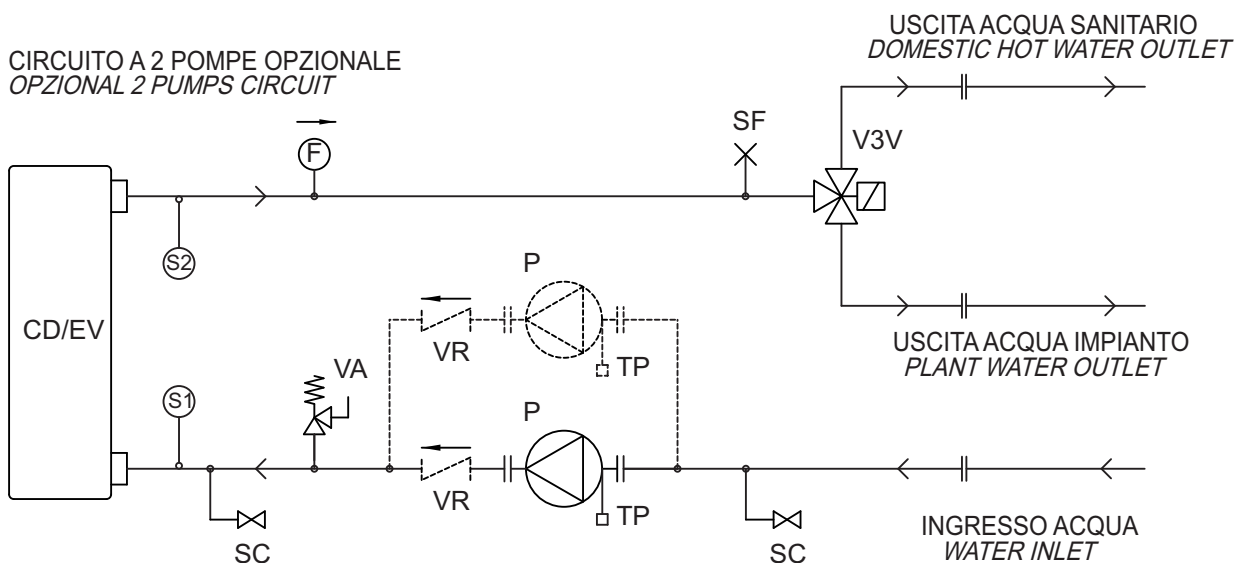 USCITA ACQUA SANITARIO
DOMESTIC HOT WATER OUTLET
CIRCUITO A 2 POMPE OPZIONALE
OPZIONAL 2 PUMPS CIRCUIT
F
SF
V3V
S2
P
CD/EV
VR
TP
USCITA ACQUA IMPIANTO
PLANT WATER OUTLET
VA
S1
P
VR
TP
SC
SC
INGRESSO ACQUA
WATER INLET